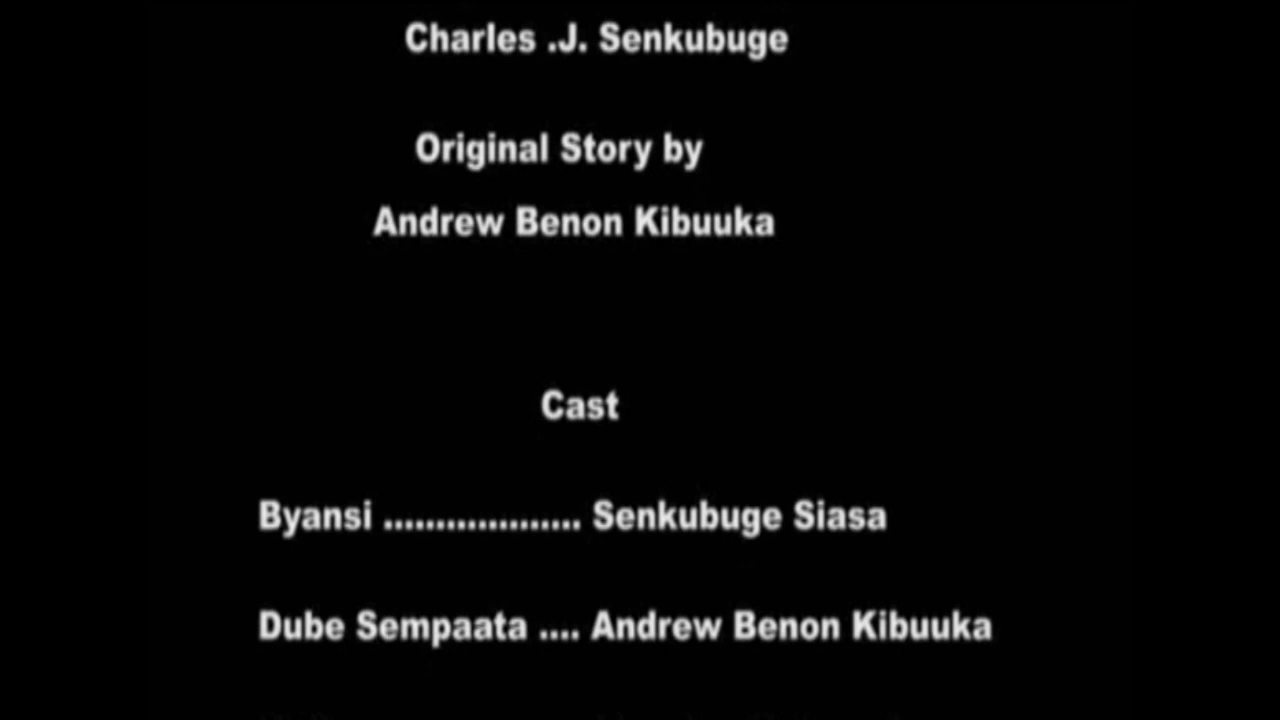 Charles .J. Senkubuge
Original Story by
Andrew Benon Kibuuka
Cast
Byansi ................... Senkubuge Siasa
Dube Sempaata .... Andrew Benon Kibuuka